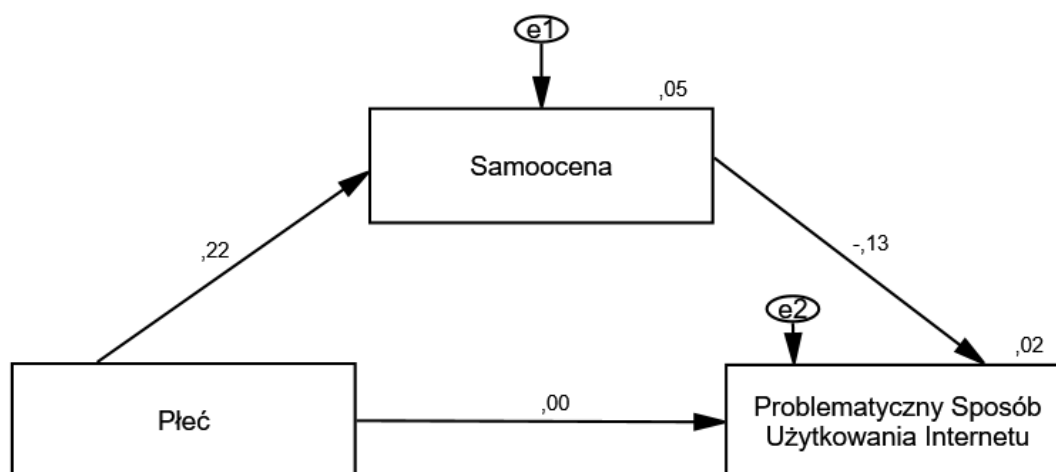 e1
,05
Samoocena
,22
-,13
e2
,02
Płeć
,00
Problematyczny Sposób
Użytkowania Internetu